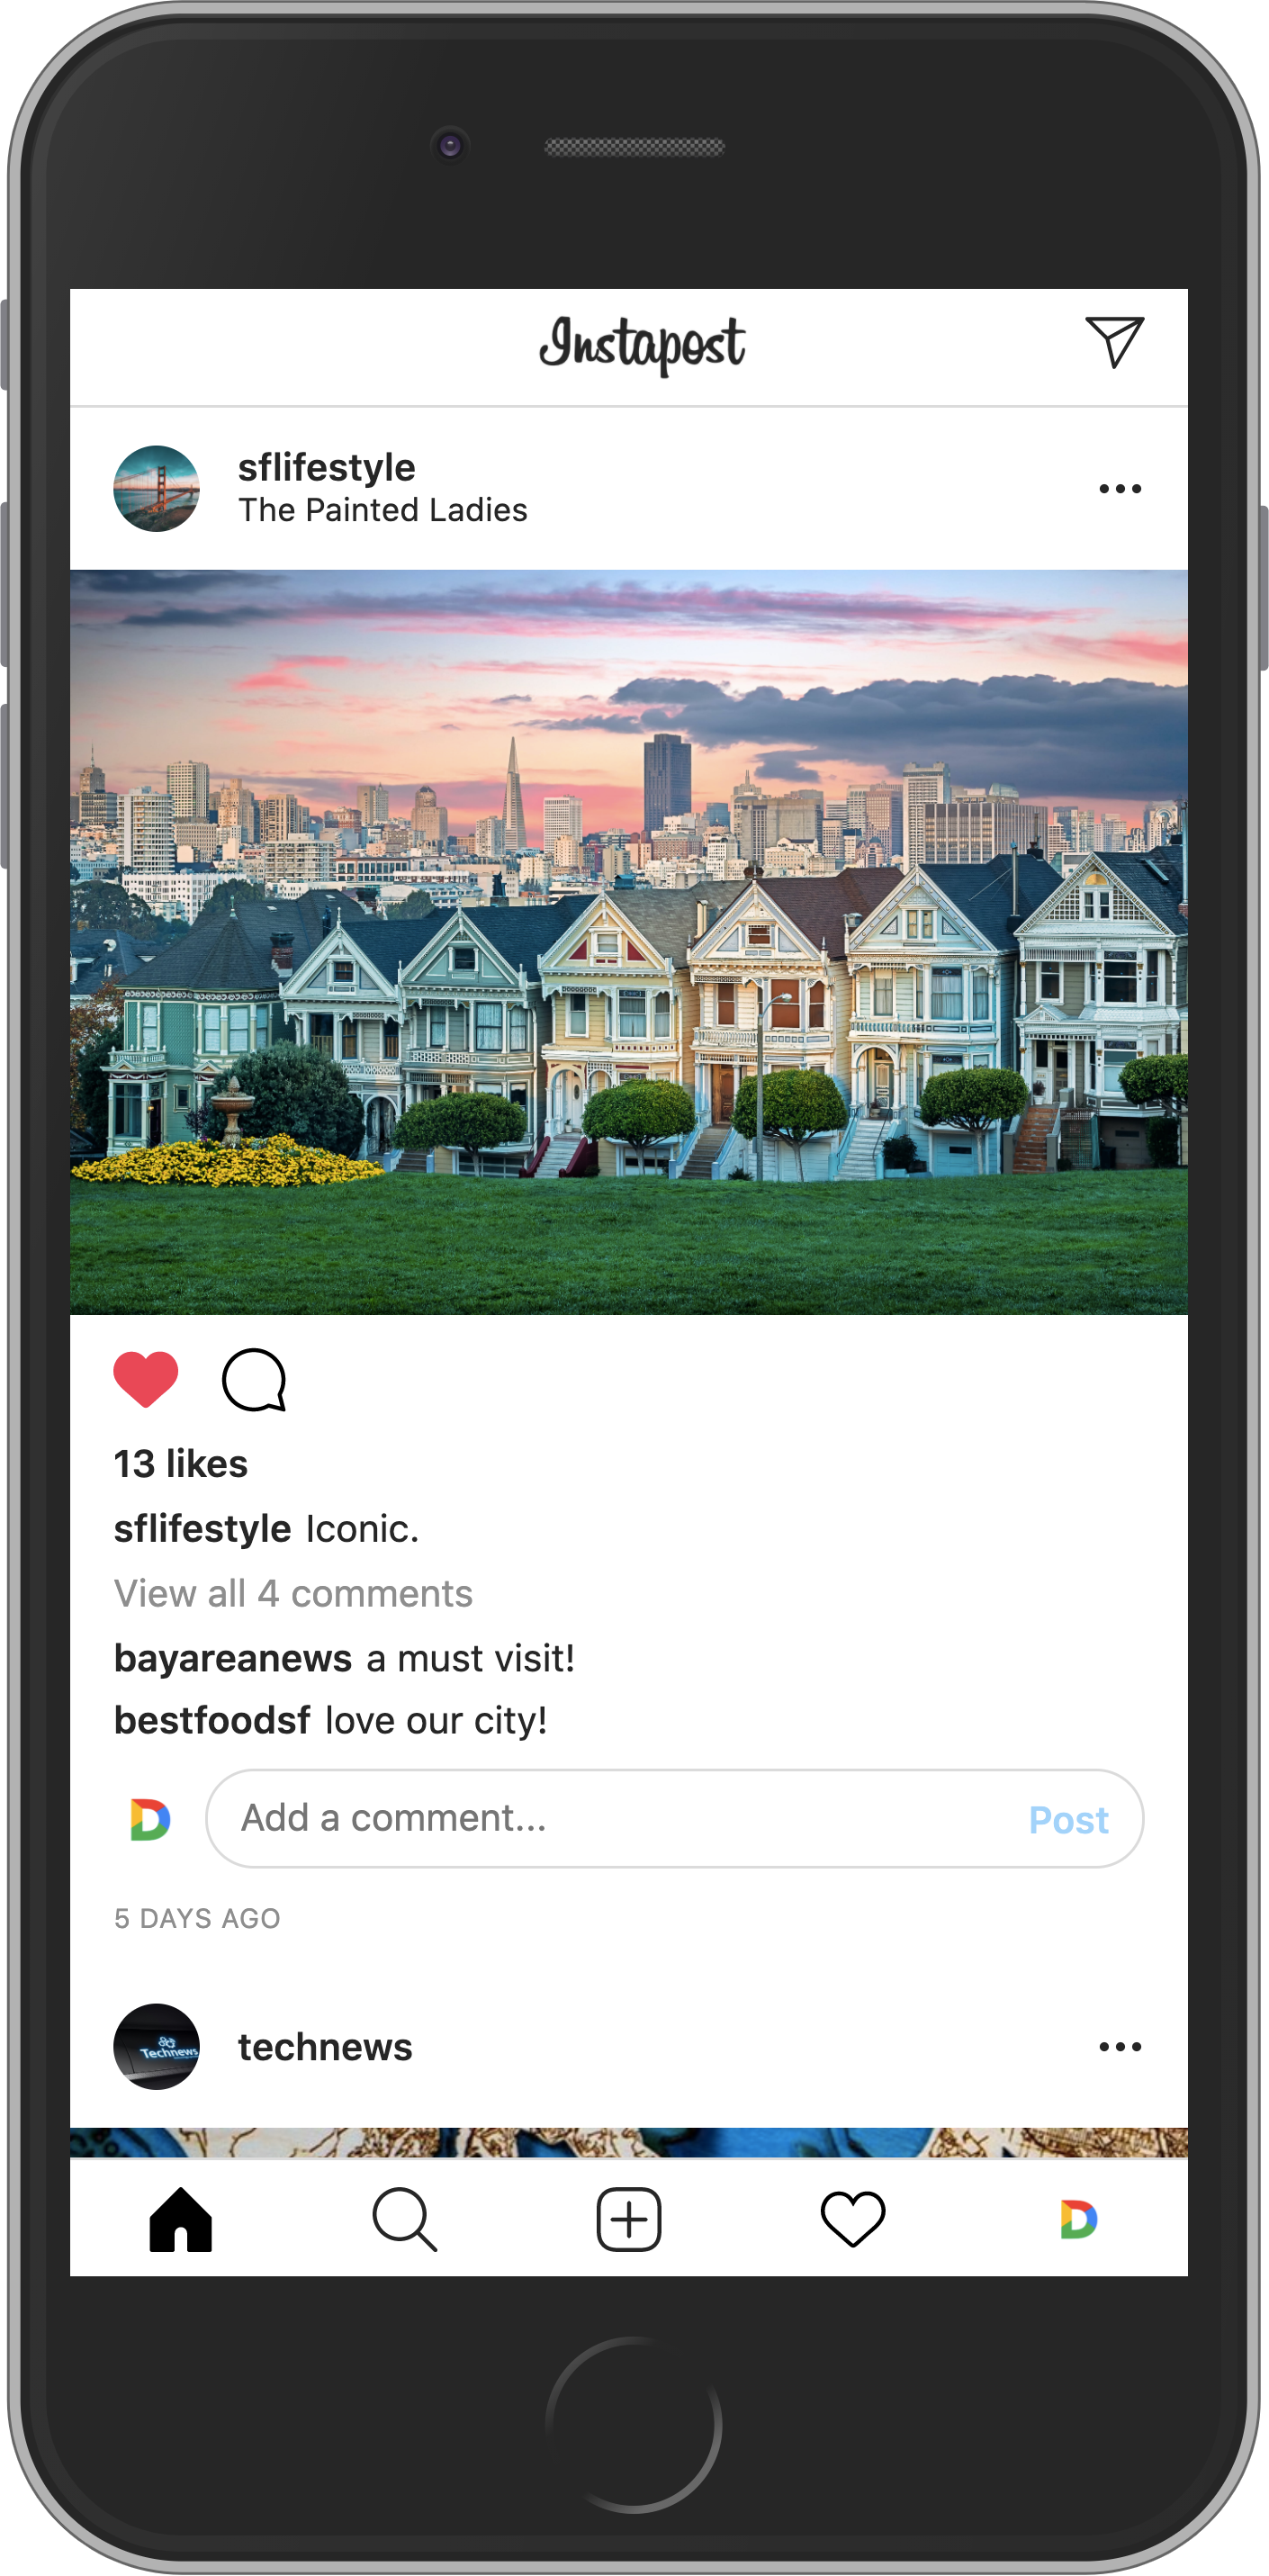 Instapost
sflifestyle
The Painted Ladies
13 likes
sflifestyle Iconic.
View all 4 comments
bayareanews a must visit!
bestfoodsf love our city!
Add a comment... Post
5 DAYS AGO
Technews
technews